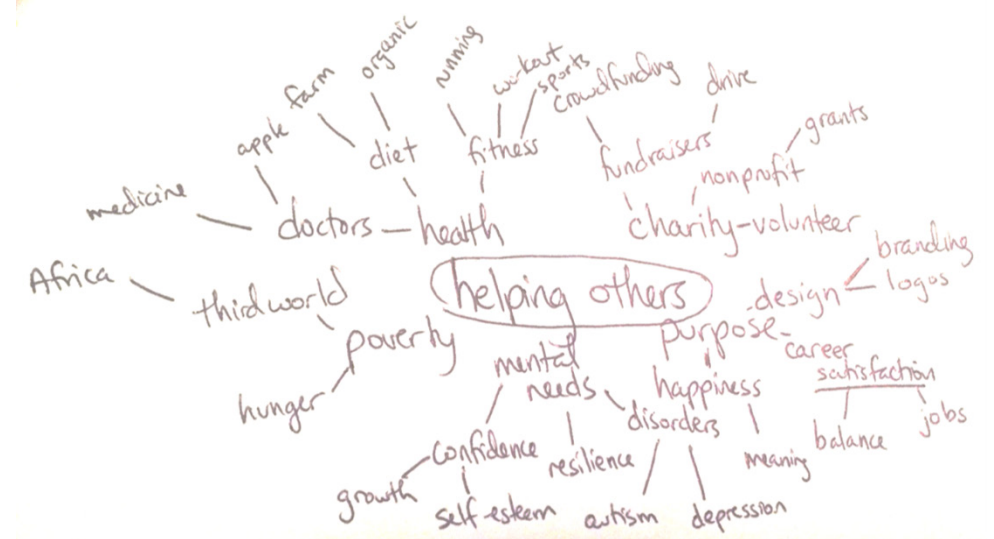 organic
running
workout
sports
crowdfunding
drive
farm
apple
diet
fitness
fundraisers
grants
nonprofit
medicine
doctors – health
charity-volunteer
Africa
third world
helping others
design
branding
logos
poverty
purpose
career
satisfaction
hunger
mental
needs
happiness
disorders
balance
jobs
confidence
resilience
meaning
growth
self-esteem
autism
depression